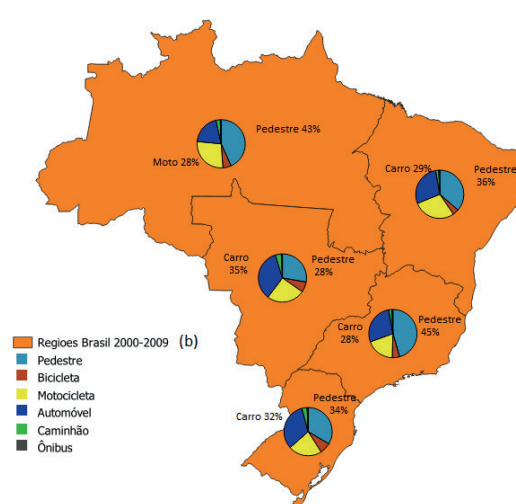 Pedestre 43%
Moto 28%
Carro 29%
Pedestre
36%
Carro
35%
Pedestre
28%
Carro
28%
Pedestre
45%
Carro 32%
Pedestre
34%
Regioes Brasil 2000-2009 (b)
Pedestre
Bicicleta
Motocicleta
Automóvel
Caminhão
Ônibus